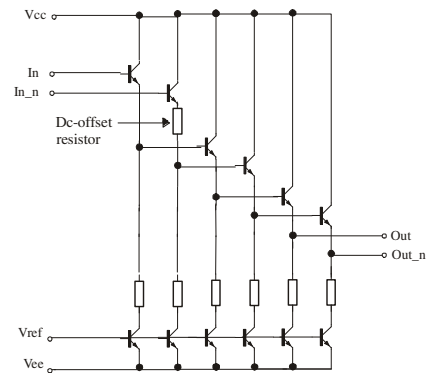 Vcc
In
In_n
Dc-offset
resistor
Out
Out_n
Vref
Vee